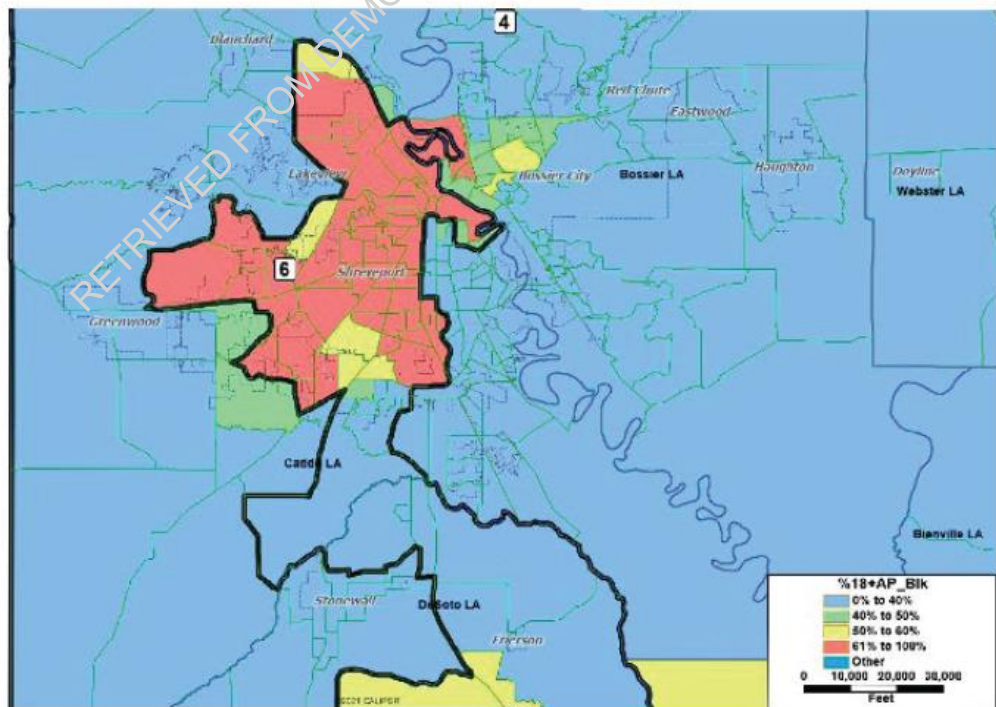 RETRIEVED FROM DEMO
4
Blanchard
Red Chute
Eastwood
Lakeview
Bossier City
Bossier LA
Haughton
Doyline
Webster LA
6
Shreveport
Greenwood
Caddo LA
Bienville LA
Stonewall
DeSoto LA
Frierson
%18+AP_Blk
0% to 40%
40% to 50%
50% to 60%
61% to 100%
Other
0 10,000 20,000 30,000
Feet
©2021 CALIPER